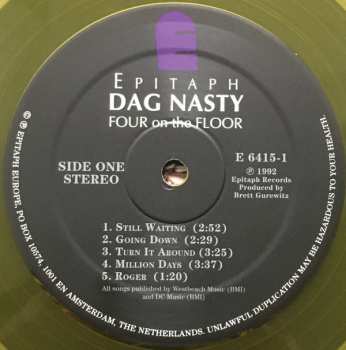 E
EPITAPH
DAG NASTY
FOUR on the FLOOR
SIDE ONE
STEREO
E 6415-1
℗ 1992
Epitaph Records
Produced by
Brett Gurewitz
1. STILL WAITING (2:52)
2. GOING DOWN (2:29)
3. TURN IT AROUND (3:25)
4. MILLION DAYS (3:37)
5. ROGER (1:20)
All songs published by Westbeach Music (BMI)
and DC Music (BMI)
© ℗ EPITAPH EUROPE, PO BOX 10574, 1001 EN AMSTERDAM, THE NETHERLANDS. UNLAWFUL DUPLICATION MAY BE HAZARDOUS TO YOUR HEALTH.